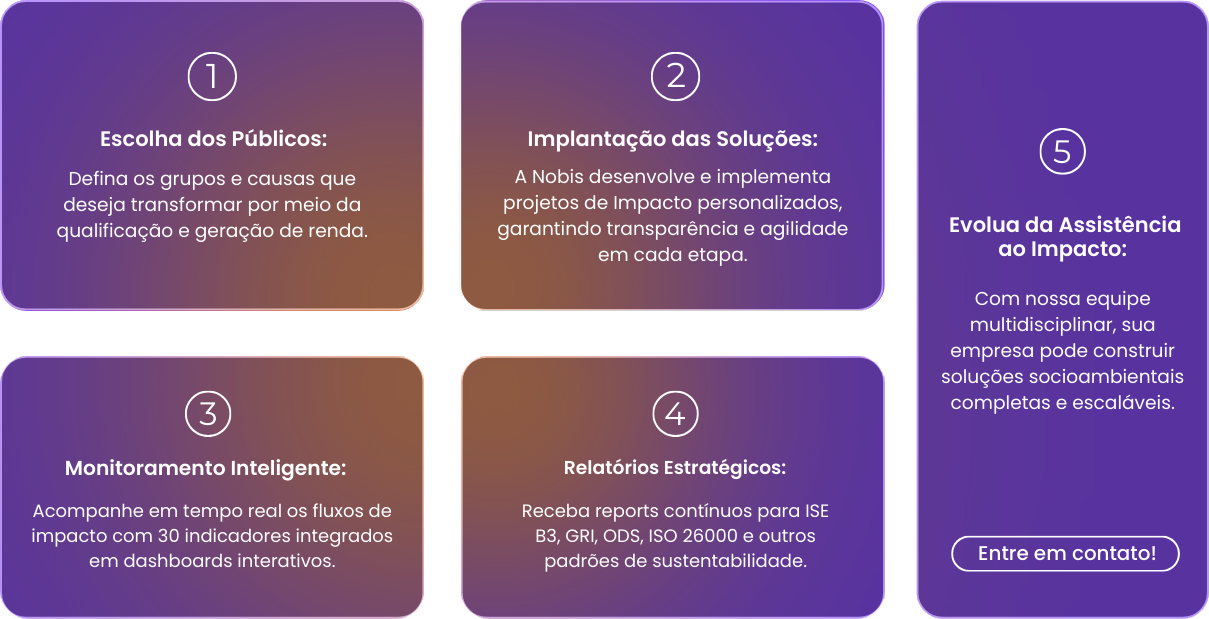 1
Escolha dos Públicos:
Defina os grupos e causas que
deseja transformar por meio da
qualificação e geração de renda.
2
Implantação das Soluções:
A Nobis desenvolve e implementa
projetos de Impacto personalizados,
garantindo transparência e agilidade
em cada etapa.
3
Monitoramento Inteligente:
Acompanhe em tempo real os fluxos de
impacto com 30 indicadores integrados
em dashboards interativos.
4
Relatórios Estratégicos:
Receba reports contínuos para ISE
B3, GRI, ODS, ISO 26000 e outros
padrões de sustentabilidade.
5
Evolua da Assistência
ao Impacto:
Com nossa equipe
multidisciplinar, sua
empresa pode construir
soluções socioambientais
completas e escaláveis.
Entre em contato!